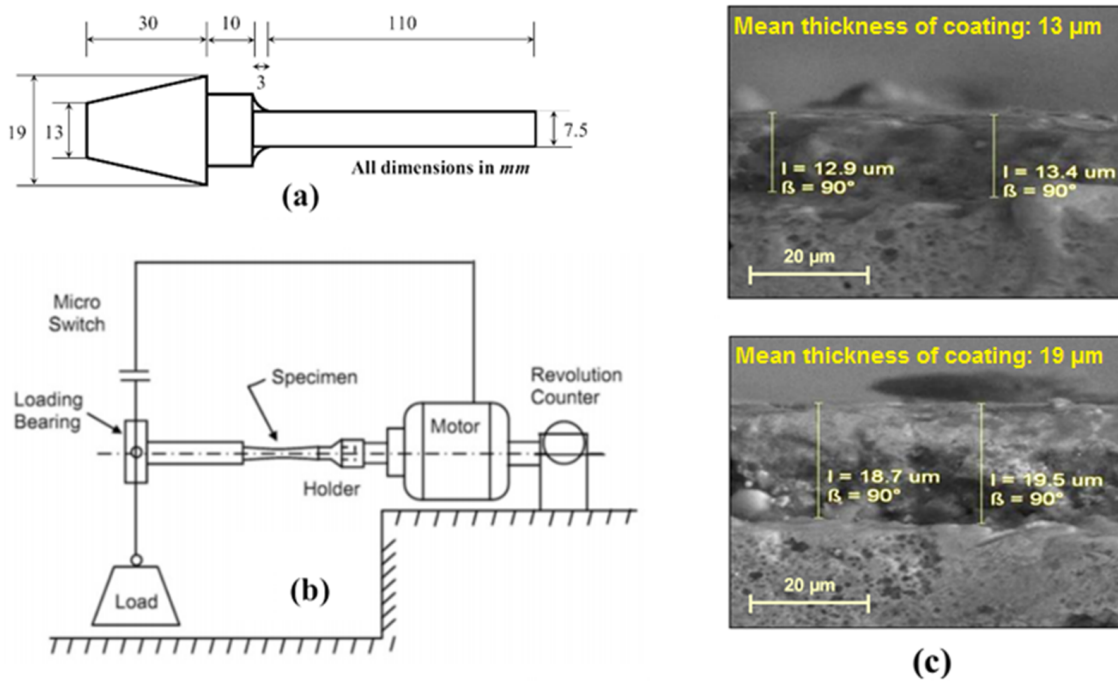 30
10
110
3
19
13
7.5
All dimensions in mm
(a)
Micro
Switch
Specimen
Revolution
Counter
Loading
Bearing
Motor
Holder
Load
(b)
Mean thickness of coating: 13 µm
l = 12.9 um
ß = 90°
l = 13.4 um
ß = 90°
20 µm
Mean thickness of coating: 19 µm
l = 18.7 um
ß = 90°
l = 19.5 um
ß = 90°
20 µm
(c)